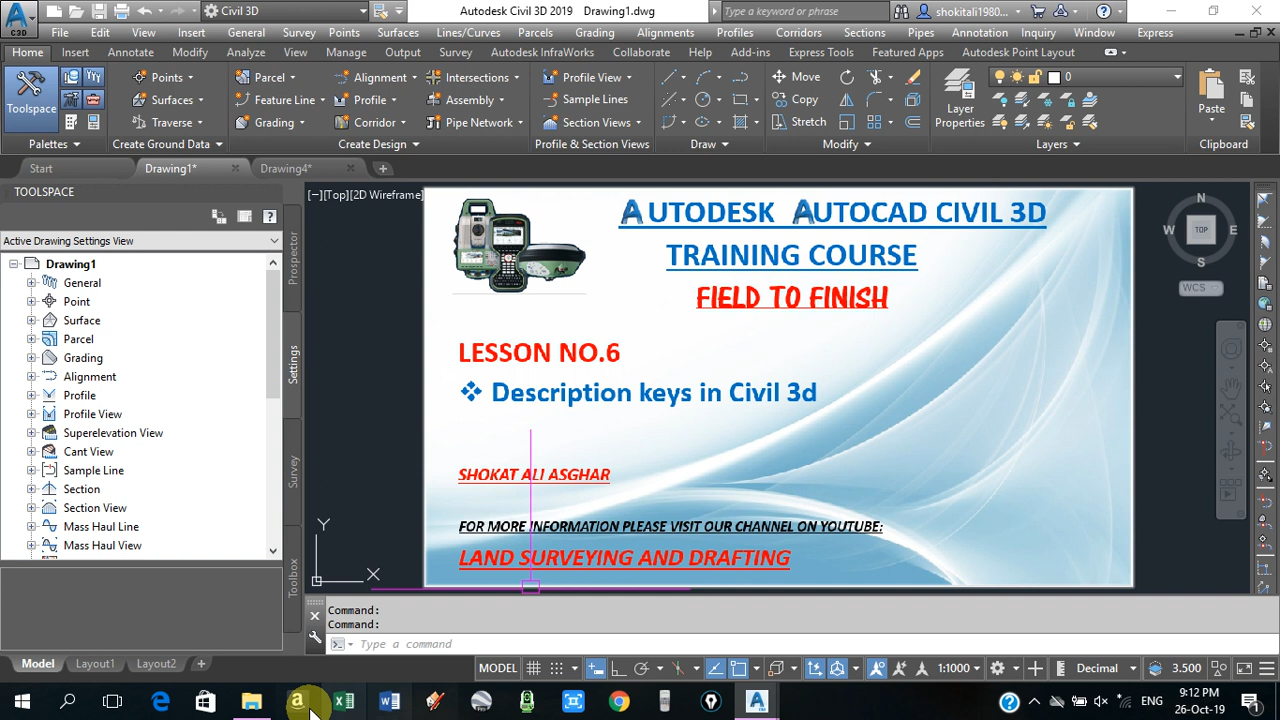 Civil 3D
Autodesk Civil 3D 2019 Drawing1.dwg
Type a keyword or phrase
shokitali1980...
C3D
File Edit View Insert General Survey Points Surfaces Lines/Curves Parcels Grading Alignments Profiles Corridors Sections Pipes Annotation Inquiry Window Express
Home Insert Annotate Modify Analyze View Manage Output Survey Autodesk InfraWorks Collaborate Help Add-ins Express Tools Featured Apps Autodesk Point Layout
Toolspace
Points Parcel Alignment Intersections Profile View Move 0
Surfaces Feature Line Profile Assembly Sample Lines Copy
Traverse Grading Corridor Pipe Network Section Views Stretch
Layer Properties
Paste
Palettes Create Ground Data Create Design Profile & Section Views Draw Modify Layers Clipboard
Start Drawing1* Drawing4*
TOOLSPACE
Active Drawing Settings View
Drawing1
General
Point
Surface
Parcel
Grading
Alignment
Profile
Profile View
Superelevation View
Cant View
Sample Line
Section
Section View
Mass Haul Line
Mass Haul View
Prospector
Settings
Survey
Toolbox
[−][Top][2D Wireframe]
AUTODESK AUTOCAD CIVIL 3D
TRAINING COURSE
FIELD TO FINISH
LESSON NO.6
❖ Description keys in Civil 3d
SHOKAT ALI ASGHAR
FOR MORE INFORMATION PLEASE VISIT OUR CHANNEL ON YOUTUBE:
LAND SURVEYING AND DRAFTING
N
W TOP E
S
WCS
Y
X
Command:
Command:
Type a command
Model Layout1 Layout2 +
MODEL 1:1000 Decimal 3.500
ENG
9:12 PM
26-Oct-19